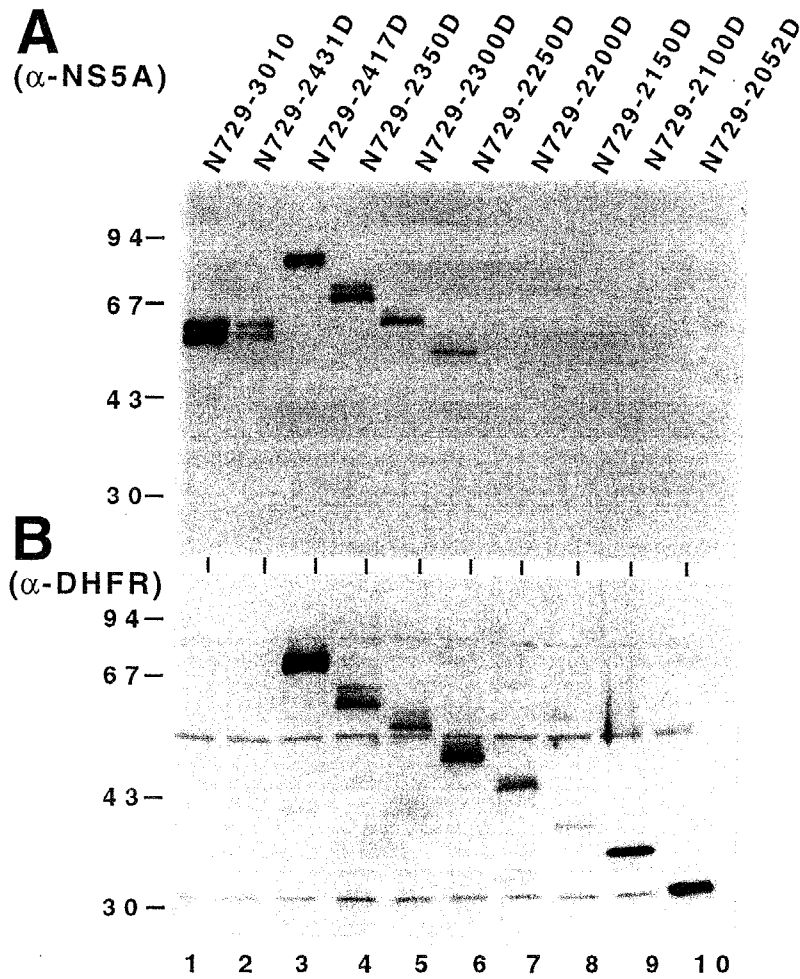 A
(α-NS5A)
N729-3010
N729-2431D
N729-2417D
N729-2350D
N729-2300D
N729-2250D
N729-2200D
N729-2150D
N729-2100D
N729-2052D
94
67
43
30
B
(α-DHFR)
94
67
43
30
1 2 3 4 5 6 7 8 9 10